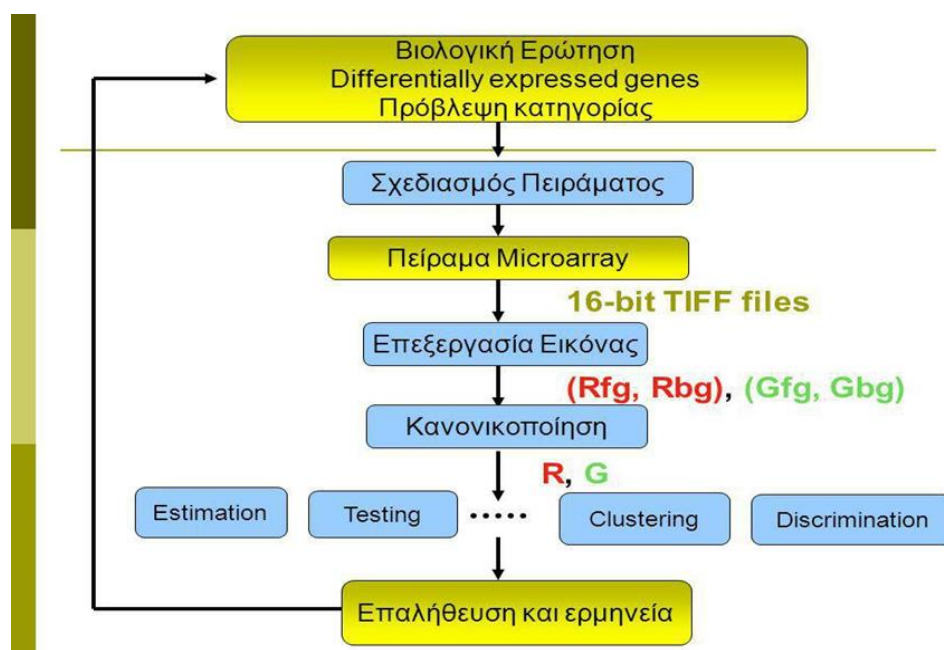 Βιολογική Ερώτηση
Differentially expressed genes
Πρόβλεψη κατηγορίας
Σχεδιασμός Πειράματος
Πείραμα Microarray
16-bit TIFF files
Επεξεργασία Εικόνας
(Rfg, Rbg), (Gfg, Gbg)
Κανονικοποίηση
R, G
Estimation Testing ..... Clustering Discrimination
Επαλήθευση και ερμηνεία